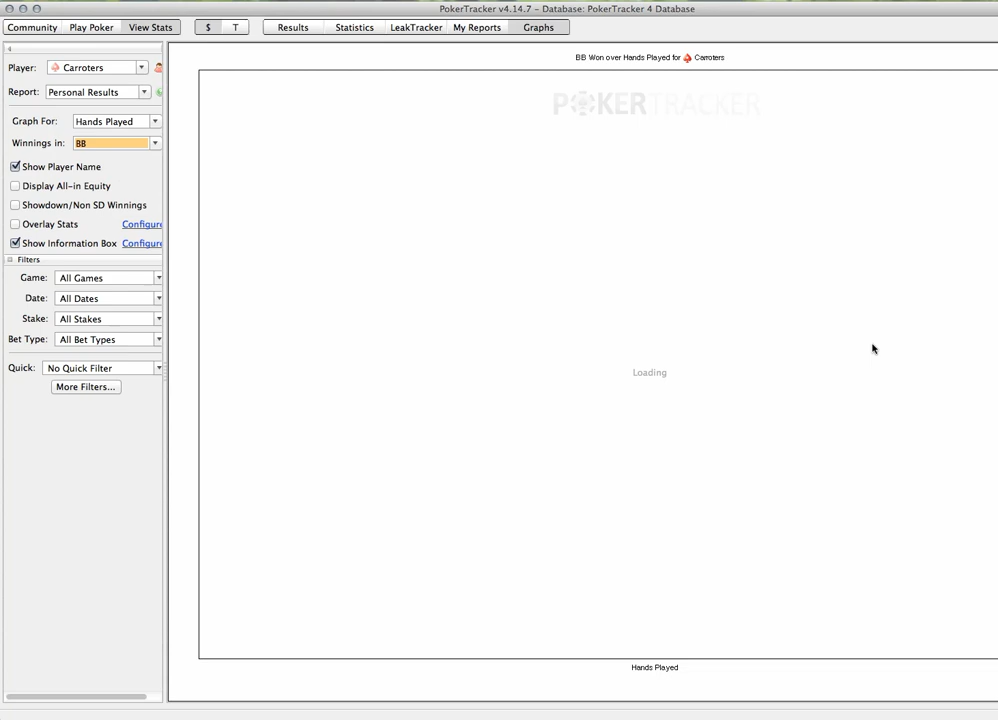 PokerTracker v4.14.7 – Database: PokerTracker 4 Database
Community Play Poker View Stats $ T Results Statistics LeakTracker My Reports Graphs
Player: Carroters
Report: Personal Results
Graph For: Hands Played
Winnings in: BB
Show Player Name
Display All-in Equity
Showdown/Non SD Winnings
Overlay Stats Configure
Show Information Box Configure
Filters
Game: All Games
Date: All Dates
Stake: All Stakes
Bet Type: All Bet Types
Quick: No Quick Filter
More Filters...
BB Won over Hands Played for Carroters
POKERTRACKER
Loading
Hands Played